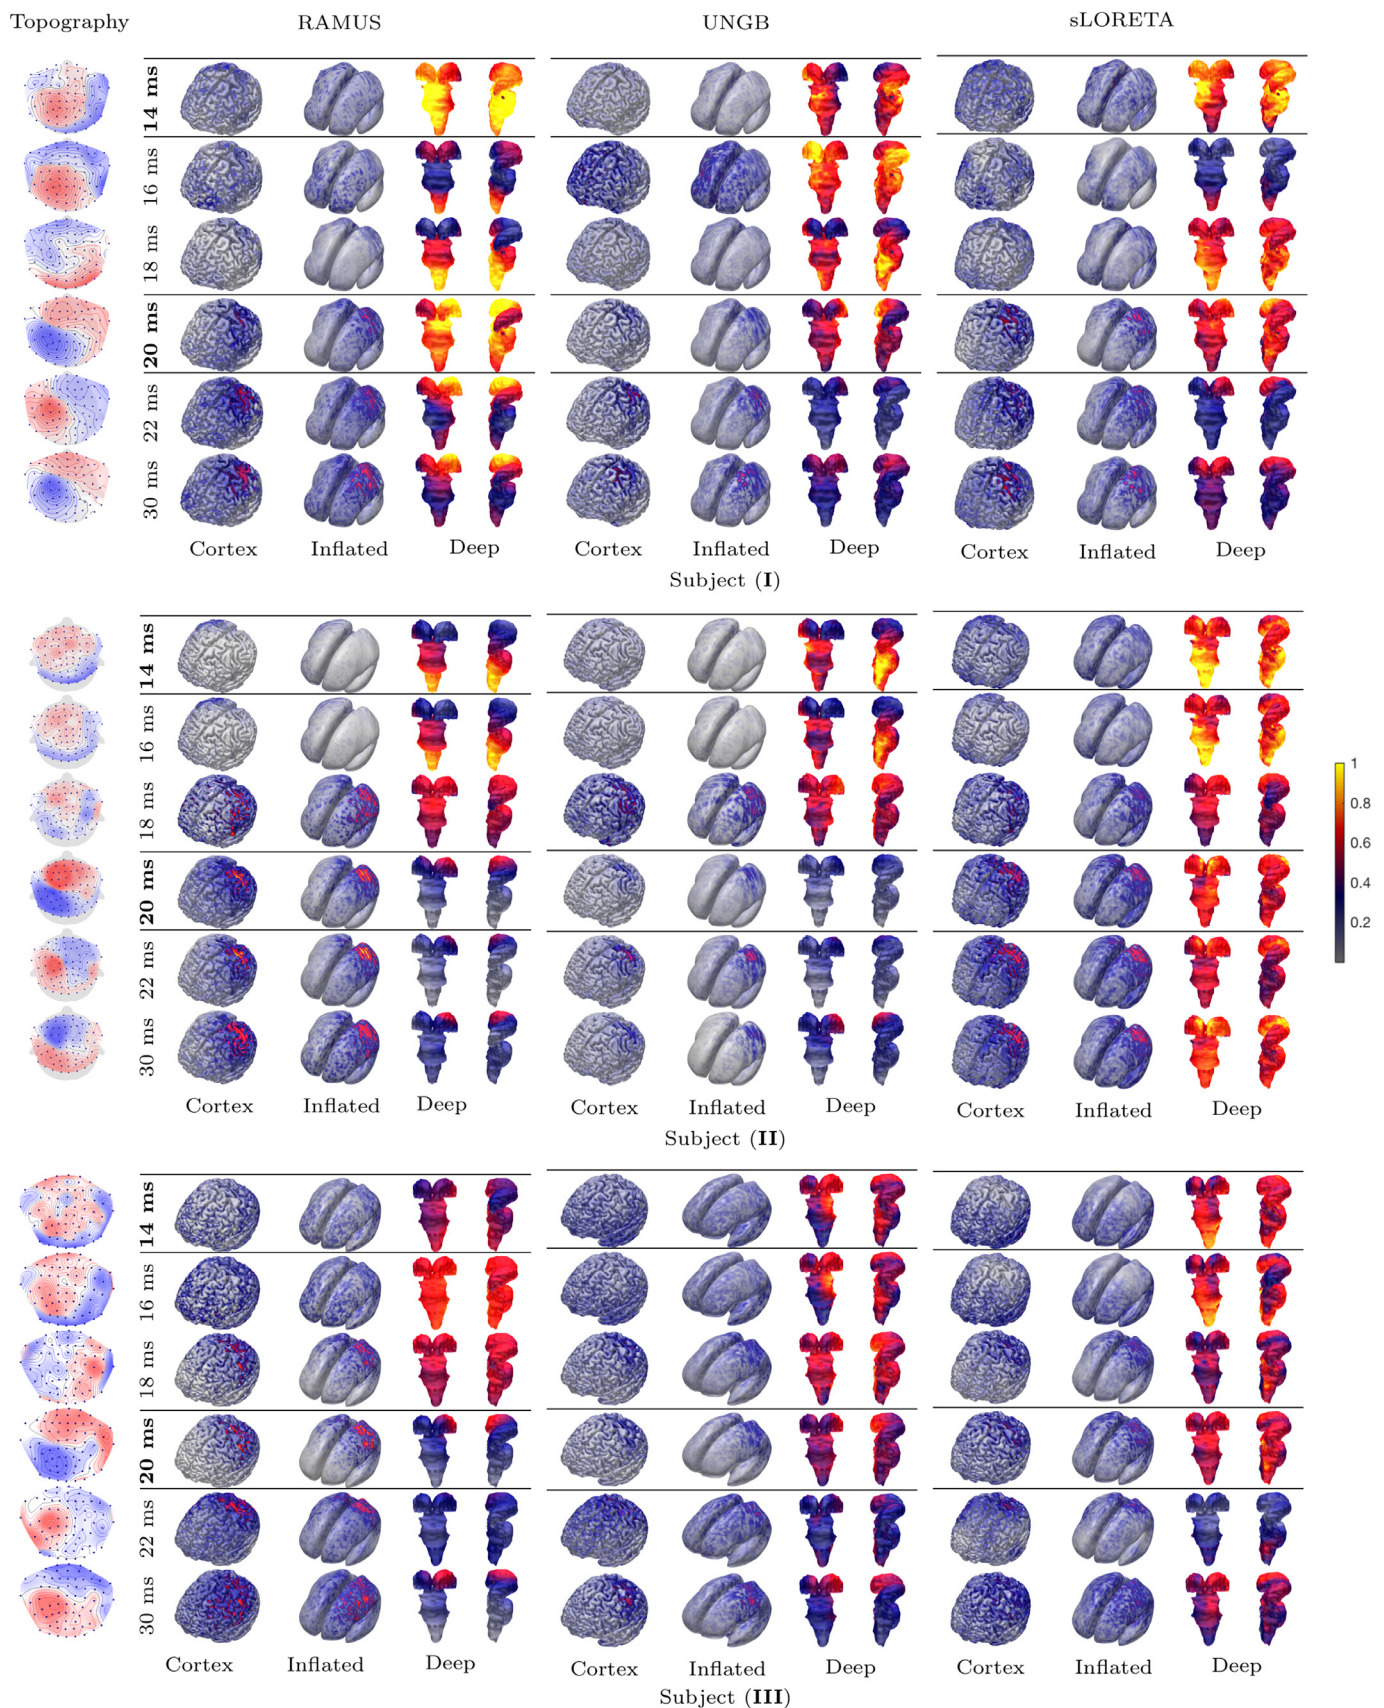 Topography RAMUS UNGB sLORETA
14 ms
16 ms
18 ms
20 ms
22 ms
30 ms
Cortex Inflated Deep Cortex Inflated Deep Cortex Inflated Deep
Subject (I)
14 ms
16 ms
18 ms
20 ms
22 ms
30 ms
1
0.8
0.6
0.4
0.2
Cortex Inflated Deep Cortex Inflated Deep Cortex Inflated Deep
Subject (II)
14 ms
16 ms
18 ms
20 ms
22 ms
30 ms
Cortex Inflated Deep Cortex Inflated Deep Cortex Inflated Deep
Subject (III)